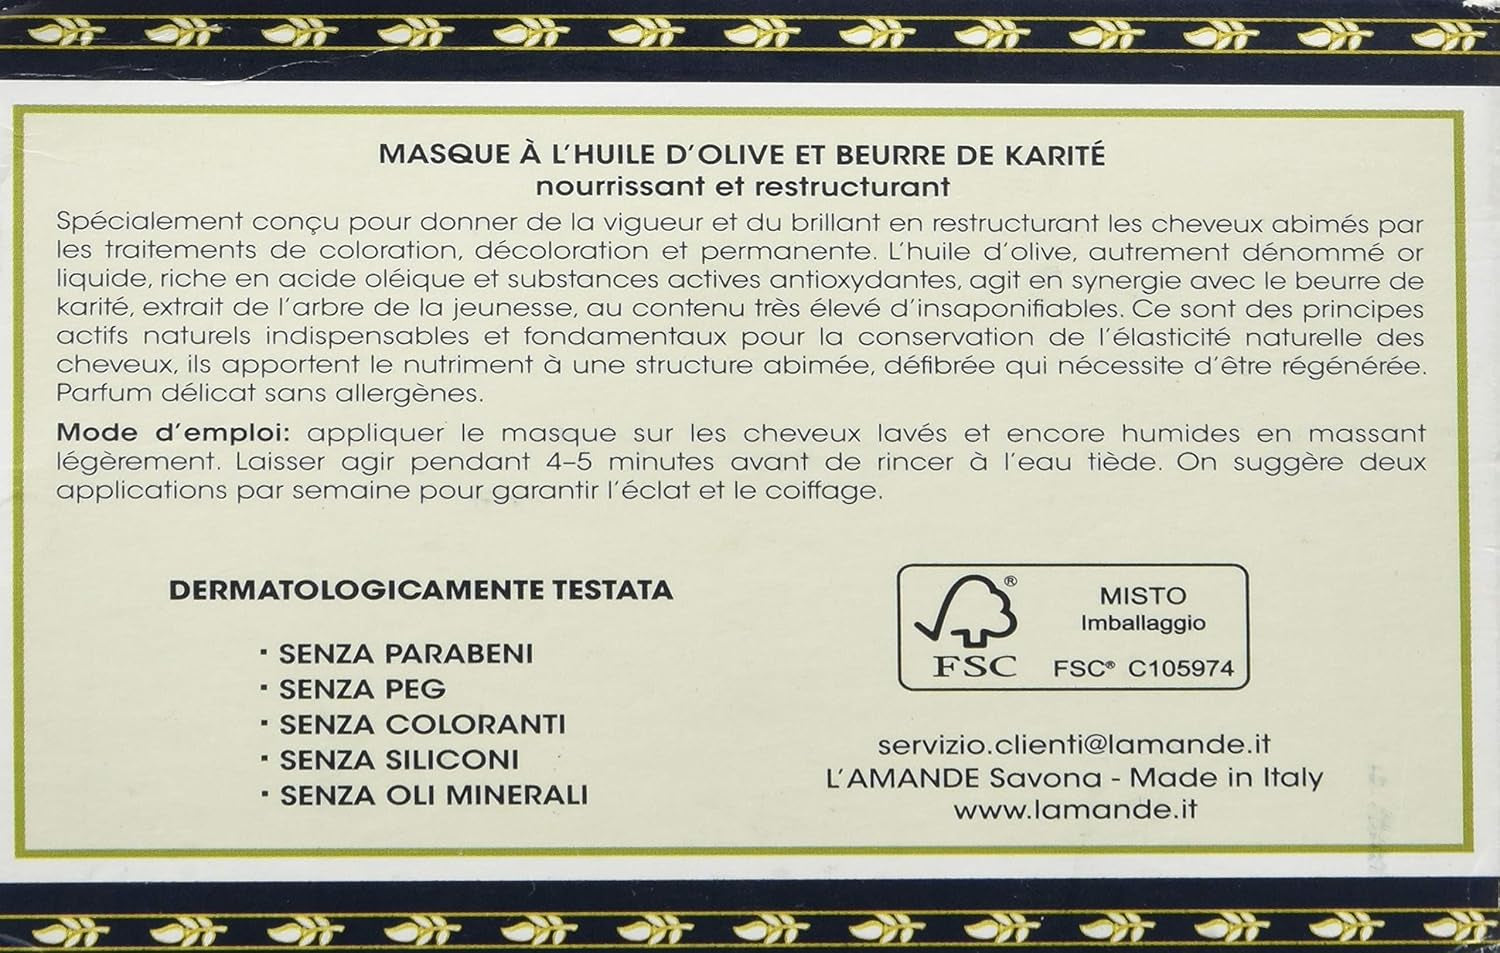 MASQUE À L'HUILE D'OLIVE ET BEURRE DE KARITÉ
nourrissant et restructurant
Spécialement conçu pour donner de la vigueur et du brillant en restructurant les cheveux abimés par
les traitements de coloration, décoloration et permanente. L'huile d'olive, autrement dénommé or
liquide, riche en acide oléique et substances actives antioxydantes, agit en synergie avec le beurre de
karité, extrait de l'arbre de la jeunesse, au contenu très élevé d'insaponifiables. Ce sont des principes
actifs naturels indispensables et fondamentaux pour la conservation de l'élasticité naturelle des
cheveux, ils apportent le nutriment à une structure abimée, défibrée qui nécessite d'être régénérée.
Parfum délicat sans allergènes.
Mode d'emploi: appliquer le masque sur les cheveux lavés et encore humides en massant
légèrement. Laisser agir pendant 4-5 minutes avant de rincer à l'eau tiède. On suggère deux
applications par semaine pour garantir l'éclat et le coiffage.
DERMATOLOGICAMENTE TESTATA
· SENZA PARABENI
· SENZA PEG
· SENZA COLORANTI
· SENZA SILICONI
· SENZA OLI MINERALI
®
FSC
MISTO
Imballaggio
FSC® C105974
servizio.clienti@lamande.it
L'AMANDE Savona - Made in Italy
www.lamande.it